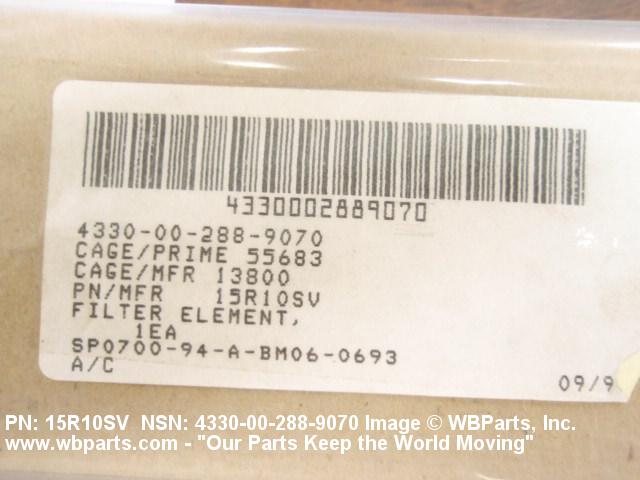 4330002889070
4330-00-288-9070
CAGE/PRIME 55683
CAGE/MFR 13800
PN/MFR 15R10SV
FILTER ELEMENT,
1EA
SP0700-94-A-BM06-0693
A/C
09/9
PN: 15R10SV NSN: 4330-00-288-9070 Image © WBParts, Inc.
www.wbparts.com - "Our Parts Keep the World Moving"